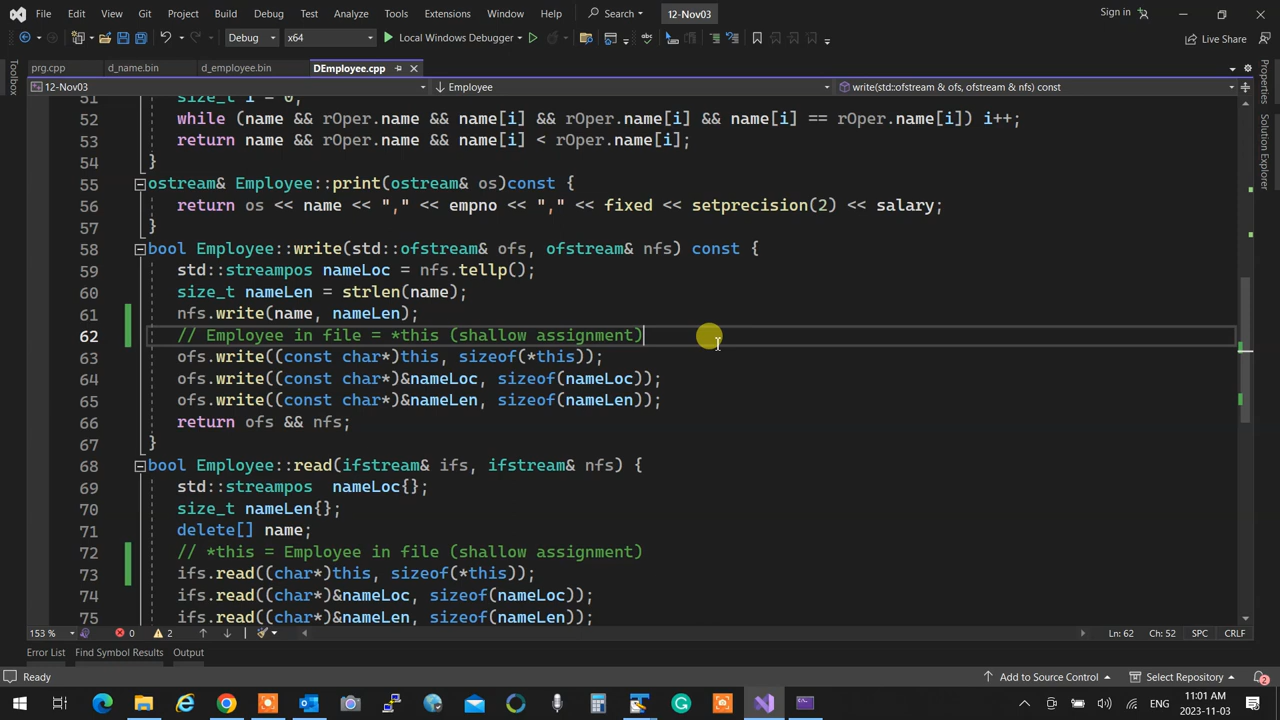 File Edit View Git Project Build Debug Test Analyze Tools Extensions Window Help Search 12-Nov03 Sign in
Debug x64 Local Windows Debugger Live Share
prg.cpp d_name.bin d_employee.bin DEmployee.cpp
12-Nov03 Employee write(std::ofstream & ofs, ofstream & nfs) const
Toolbox
Properties
Solution Explorer
51 size_t i = 0;
52 while (name && rOper.name && name[i] && rOper.name[i] && name[i] == rOper.name[i]) i++;
53 return name && rOper.name && name[i] < rOper.name[i];
54 }
55 ostream& Employee::print(ostream& os)const {
56 return os << name << "," << empno << "," << fixed << setprecision(2) << salary;
57 }
58 bool Employee::write(std::ofstream& ofs, ofstream& nfs) const {
59 std::streampos nameLoc = nfs.tellp();
60 size_t nameLen = strlen(name);
61 nfs.write(name, nameLen);
62 // Employee in file = *this (shallow assignment)
63 ofs.write((const char*)this, sizeof(*this));
64 ofs.write((const char*)&nameLoc, sizeof(nameLoc));
65 ofs.write((const char*)&nameLen, sizeof(nameLen));
66 return ofs && nfs;
67 }
68 bool Employee::read(ifstream& ifs, ifstream& nfs) {
69 std::streampos  nameLoc{};
70 size_t nameLen{};
71 delete[] name;
72 // *this = Employee in file (shallow assignment)
73 ifs.read((char*)this, sizeof(*this));
74 ifs.read((char*)&nameLoc, sizeof(nameLoc));
75 ifs.read((char*)&nameLen, sizeof(nameLen));
153 % 0 2 Ln: 62 Ch: 52 SPC CRLF
Error List Find Symbol Results Output
Ready Add to Source Control Select Repository 2
ENG 11:01 AM
2023-11-03